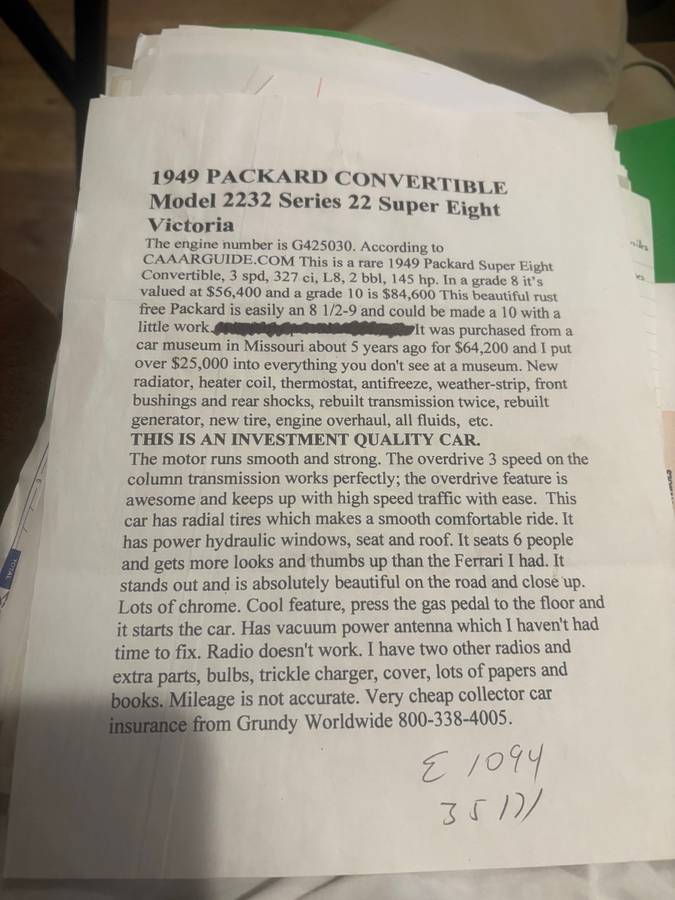 1949 PACKARD CONVERTIBLE
Model 2232 Series 22 Super Eight
Victoria
The engine number is G425030. According to
CAAARGUIDE.COM This is a rare 1949 Packard Super Eight
Convertible, 3 spd, 327 ci, L8, 2 bbl, 145 hp. In a grade 8 it's
valued at $56,400 and a grade 10 is $84,600 This beautiful rust
free Packard is easily an 8 1/2-9 and could be made a 10 with a
little work. It was purchased from a
car museum in Missouri about 5 years ago for $64,200 and I put
over $25,000 into everything you don't see at a museum. New
radiator, heater coil, thermostat, antifreeze, weather-strip, front
bushings and rear shocks, rebuilt transmission twice, rebuilt
generator, new tire, engine overhaul, all fluids, etc.
THIS IS AN INVESTMENT QUALITY CAR.
The motor runs smooth and strong. The overdrive 3 speed on the
column transmission works perfectly; the overdrive feature is
awesome and keeps up with high speed traffic with ease. This
car has radial tires which makes a smooth comfortable ride. It
has power hydraulic windows, seat and roof. It seats 6 people
and gets more looks and thumbs up than the Ferrari I had. It
stands out and is absolutely beautiful on the road and close up.
Lots of chrome. Cool feature, press the gas pedal to the floor and
it starts the car. Has vacuum power antenna which I haven't had
time to fix. Radio doesn't work. I have two other radios and
extra parts, bulbs, trickle charger, cover, lots of papers and
books. Mileage is not accurate. Very cheap collector car
insurance from Grundy Worldwide 800-338-4005.
E 1094
TOTAL